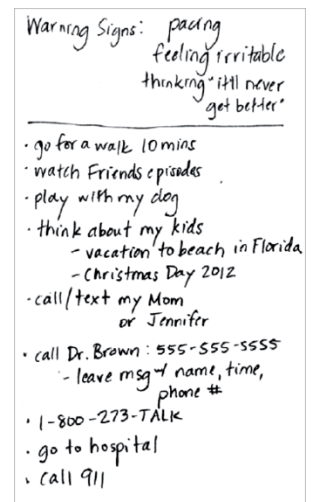 Warning Signs: pacing
feeling irritable
thinking "it'll never
get better"
· go for a walk 10 mins
· watch Friends episodes
· play with my dog
· think about my kids
- vacation to beach in Florida
- Christmas Day 2012
· call/text my Mom
or Jennifer
· call Dr. Brown: 555-555-5555
- leave msg w/ name, time,
phone #
· 1-800-273-TALK
· go to hospital
· call 911